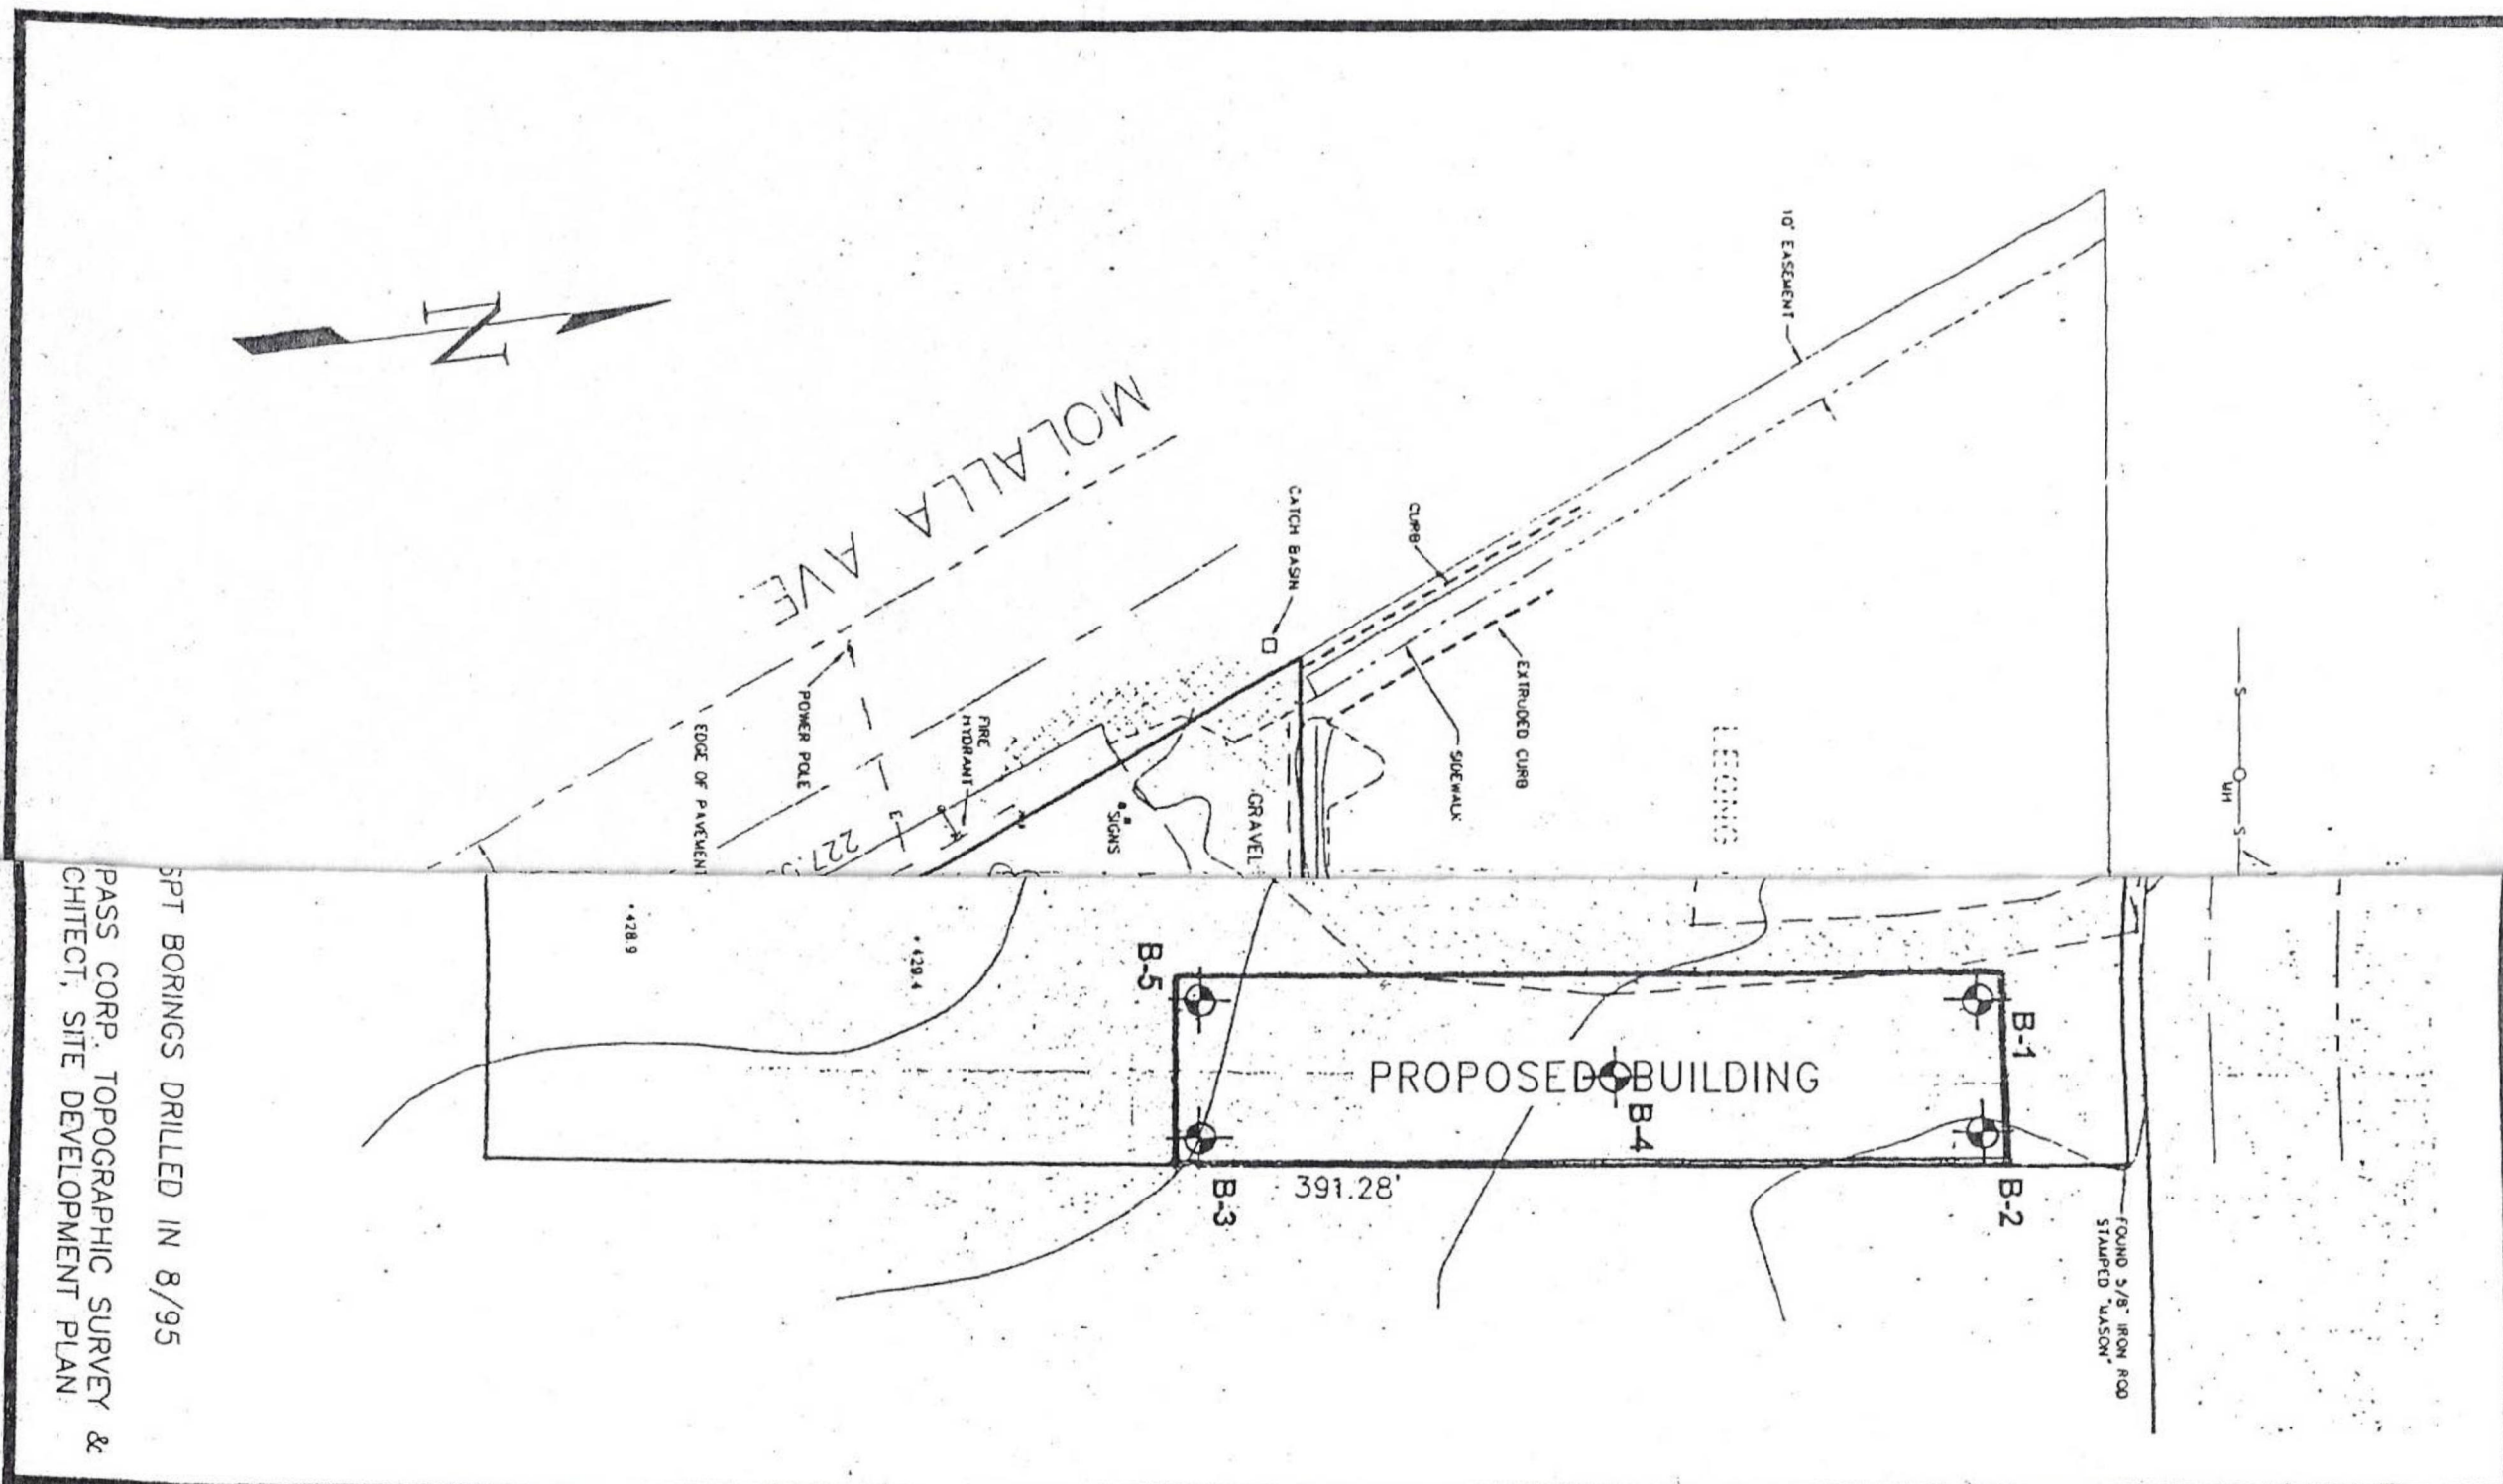 N
MOLALLA AVE.
10' EASEMENT
CATCH BASIN
CURB
EXTRUDED CURB
SIDEWALK
POWER POLE
EDGE OF PAVEMENT
FIRE
HYDRANT
"SIGNS
GRAVEL
227.
E
S
MH
S
428.9
429.4
B-5
B-1
PROPOSED BUILDING
B-4
B-3
391.28'
B-2
FOUND 5/8" IRON ROD
STAMPED
SPT BORINGS DRILLED IN 8/95
PASS CORP. TOPOGRAPHIC SURVEY &
CHITECT, SITE DEVELOPMENT PLAN